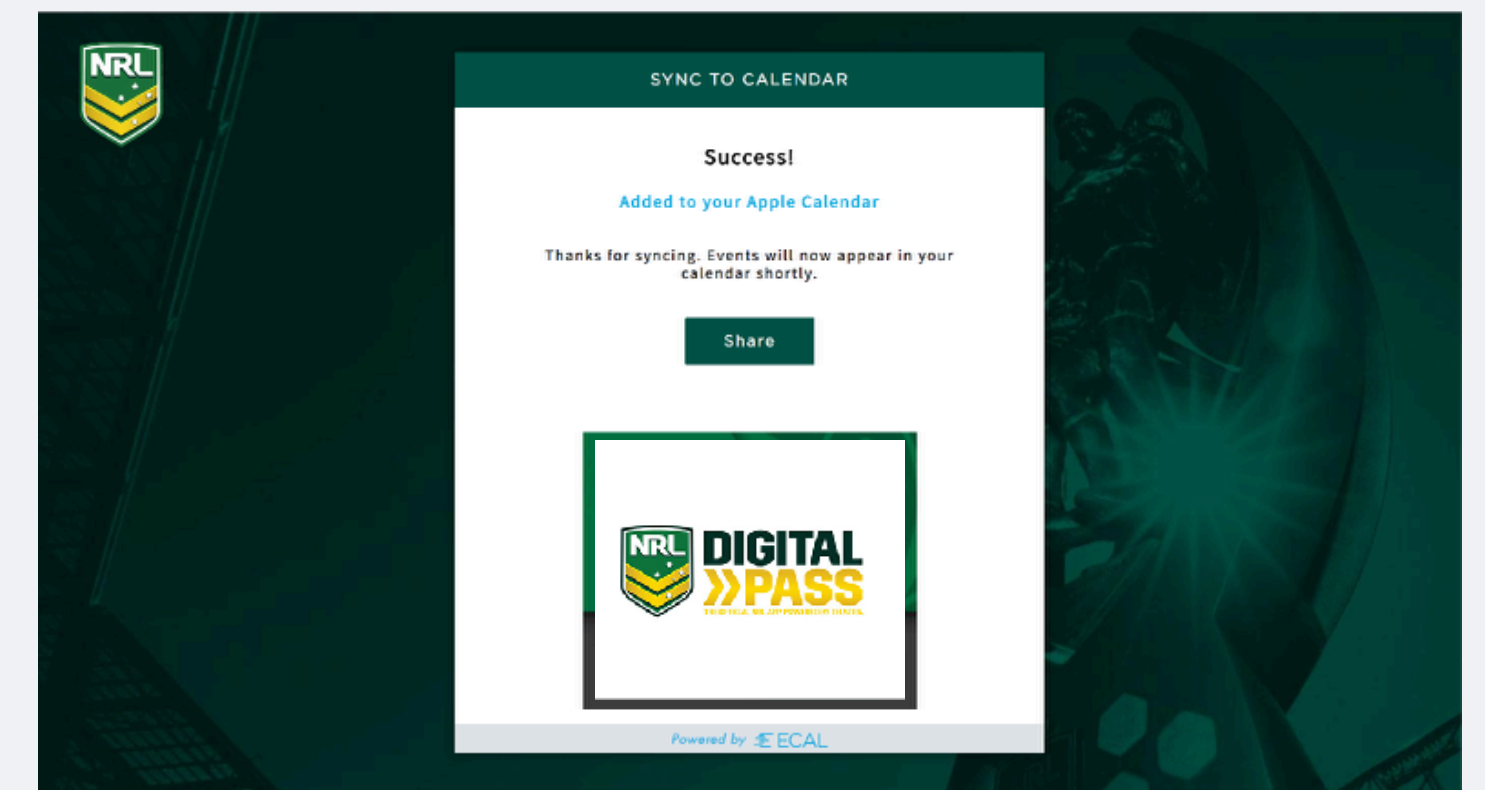 NRL
SYNC TO CALENDAR
Success!
Added to your Apple Calendar
Thanks for syncing. Events will now appear in your
calendar shortly.
Share
NRL DIGITAL
PASS
Powered by ECAL